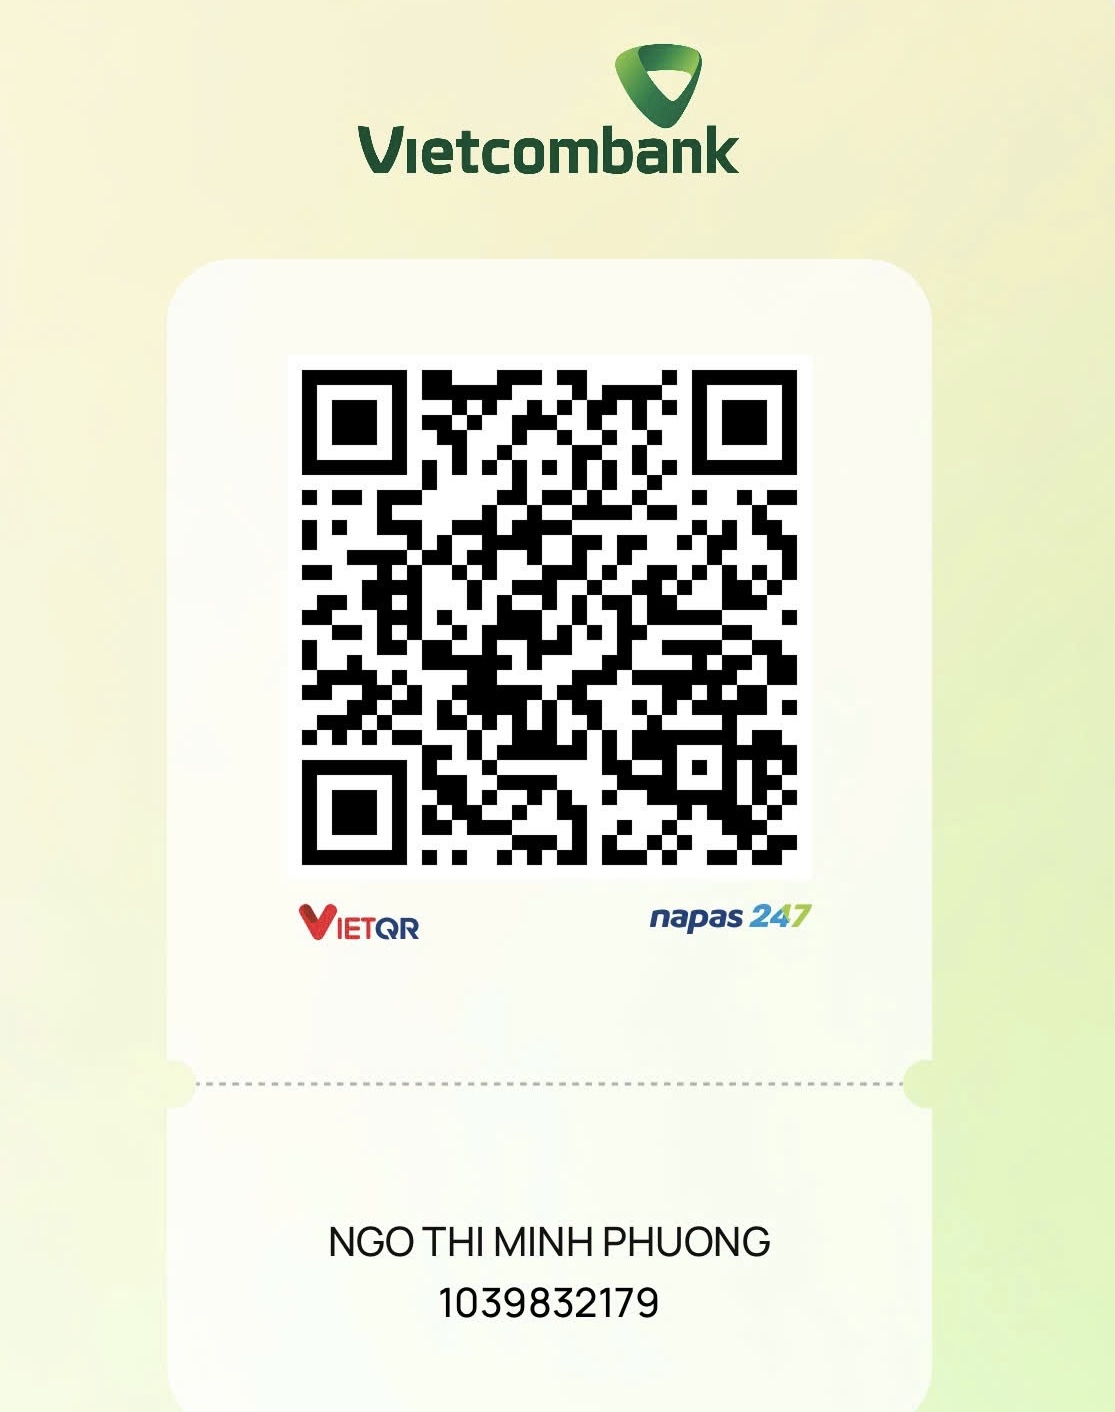 Vietcombank
VIETQR
napas 247
NGO THI MINH PHUONG
1039832179